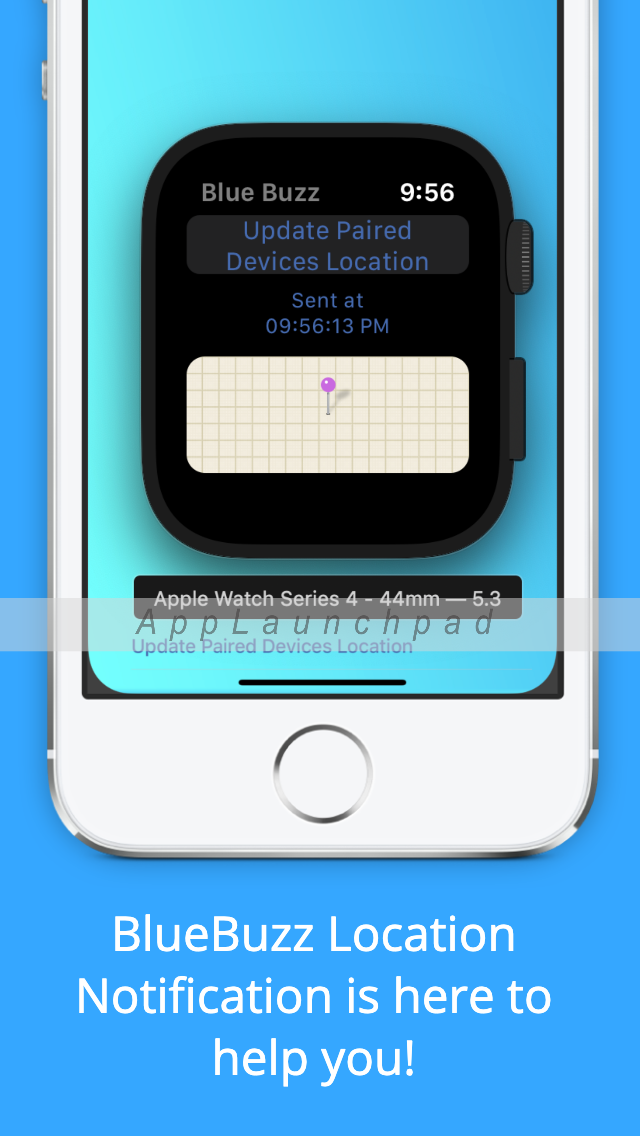 Blue Buzz 9:56
Update Paired
Devices Location
Sent at
09:56:13 PM
Apple Watch Series 4 - 44mm — 5.3
AppLaunchpad
Update Paired Devices Location
BlueBuzz Location
Notification is here to
help you!